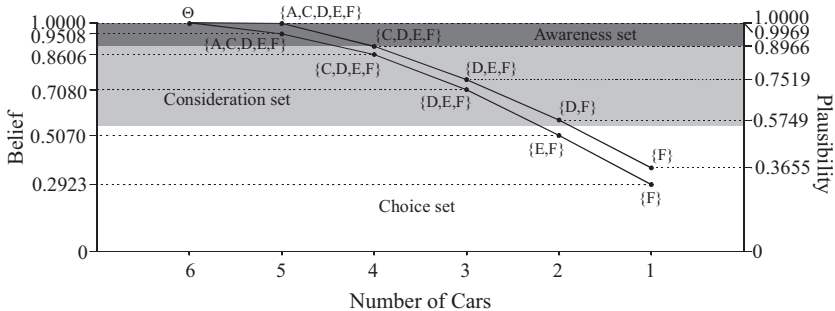 Θ
{A,C,D,E,F}
1.0000
1.0000
0.9508
{A,C,D,E,F}
{C,D,E,F}
Awareness set
0.9969
0.8966
0.8606
{C,D,E,F}
{D,E,F}
0.7519
0.7080
Consideration set
{D,E,F}
{D,F}
0.5749
0.5070
{E,F}
{F}
0.3655
0.2923
{F}
Choice set
0
0
6
5
4
3
2
1
Belief
Plausibility
Number of Cars